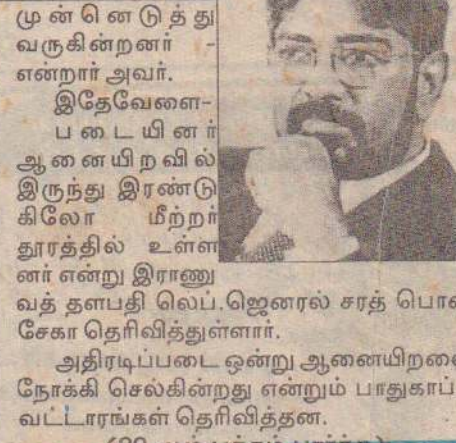 முன்னெடுத்து
வருகின்றனர் -
என்றார் அவர்.
இதேவேளை-
படையினர்
ஆனையிறவில்
இருந்து இரண்டு
கிலோ மீற்றர்
தூரத்தில் உள்ள
னர் என்று இராணு
வத் தளபதி லெப்.ஜெனரல் சரத் பொன்
சேகா தெரிவித்துள்ளார்.
அதிரடிப்படை ஒன்று ஆனையிறவை
நோக்கி செல்கின்றது என்றும் பாதுகாப்
வட்டாரங்கள் தெரிவித்தன.